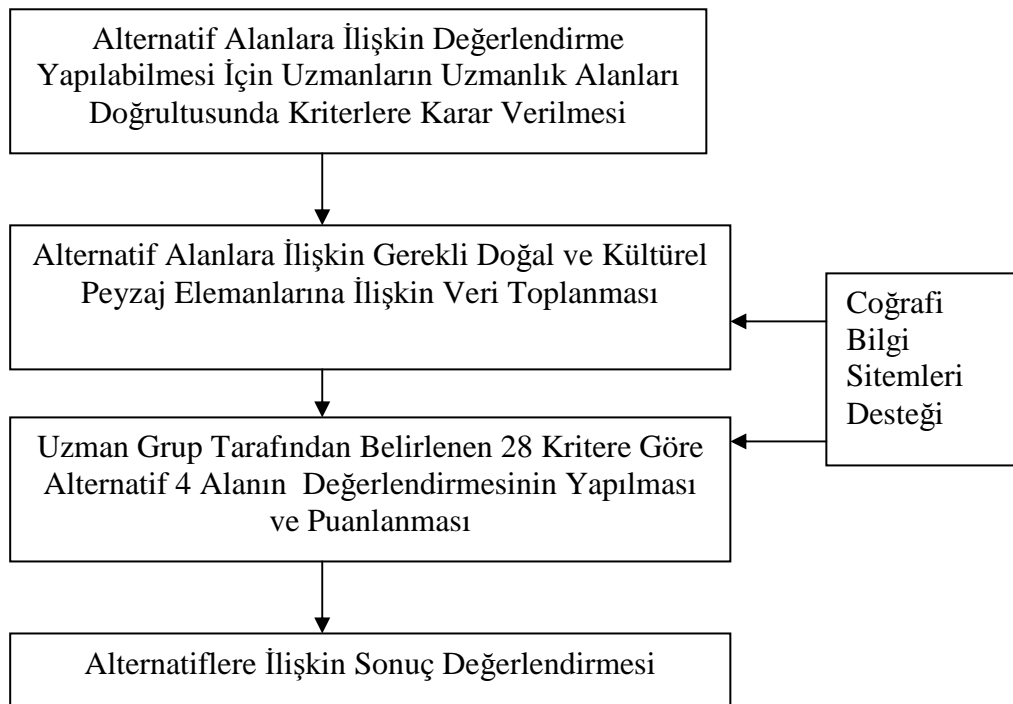 Alternatif Alanlara İlişkin Değerlendirme
Yapılabilmesi İçin Uzmanların Uzmanlık Alanları
Doğrultusunda Kriterlere Karar Verilmesi
Alternatif Alanlara İlişkin Gerekli Doğal ve Kültürel
Peyzaj Elemanlarına İlişkin Veri Toplanması
Coğrafi
Bilgi
Sitemleri
Desteği
Uzman Grup Tarafından Belirlenen 28 Kritere Göre
Alternatif 4 Alanın Değerlendirmesinin Yapılması
ve Puanlanması
Alternatiflere İlişkin Sonuç Değerlendirmesi